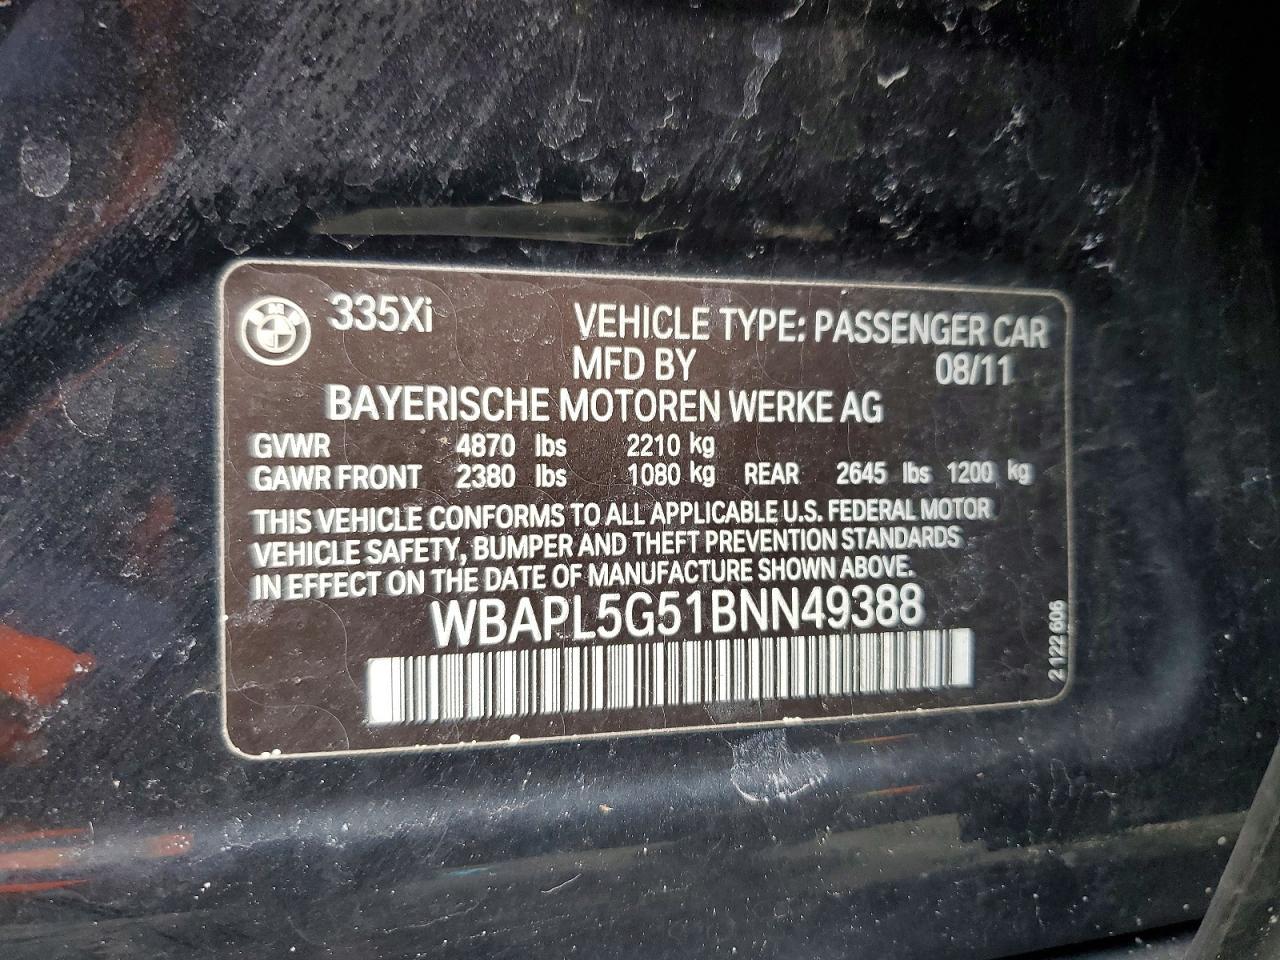 BMW 335Xi VEHICLE TYPE: PASSENGER CAR
MFD BY 08/11
BAYERISCHE MOTOREN WERKE AG
GVWR 4870 lbs 2210 kg
GAWR FRONT 2380 lbs 1080 kg REAR 2645 lbs 1200 kg
THIS VEHICLE CONFORMS TO ALL APPLICABLE U.S. FEDERAL MOTOR
VEHICLE SAFETY, BUMPER AND THEFT PREVENTION STANDARDS
IN EFFECT ON THE DATE OF MANUFACTURE SHOWN ABOVE.
WBAPL5G51BNN49388
2 122 606